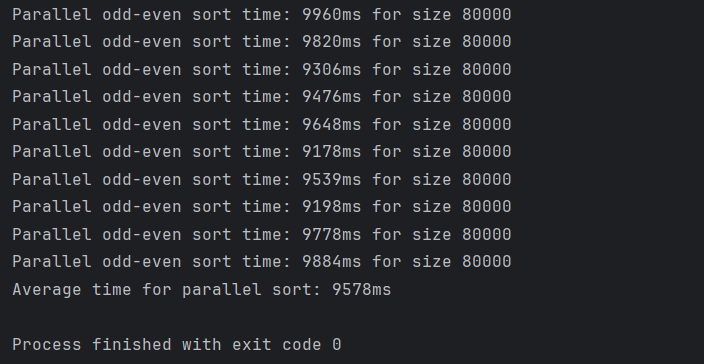 Parallel odd-even sort time: 9960ms for size 80000
Parallel odd-even sort time: 9820ms for size 80000
Parallel odd-even sort time: 9306ms for size 80000
Parallel odd-even sort time: 9476ms for size 80000
Parallel odd-even sort time: 9648ms for size 80000
Parallel odd-even sort time: 9178ms for size 80000
Parallel odd-even sort time: 9539ms for size 80000
Parallel odd-even sort time: 9198ms for size 80000
Parallel odd-even sort time: 9778ms for size 80000
Parallel odd-even sort time: 9884ms for size 80000
Average time for parallel sort: 9578ms
Process finished with exit code 0